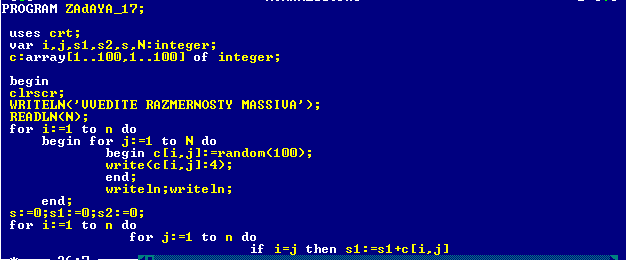 PROGRAM ZAdAYA_17;
uses crt;
var i,j,s1,s2,s,N:integer;
c:array[1..100,1..100] of integer;
begin
clrscr;
WRITELN('VVEDITE RAZMERNOSTY MASSIVA');
READLN(N);
for i:=1 to n do
begin for j:=1 to N do
begin c[i,j]:=random(100);
write(c[i,j]:4);
end;
writeln;writeln;
end;
s:=0;s1:=0;s2:=0;
for i:=1 to n do
for j:=1 to n do
if i=j then s1:=s1+c[i,j]